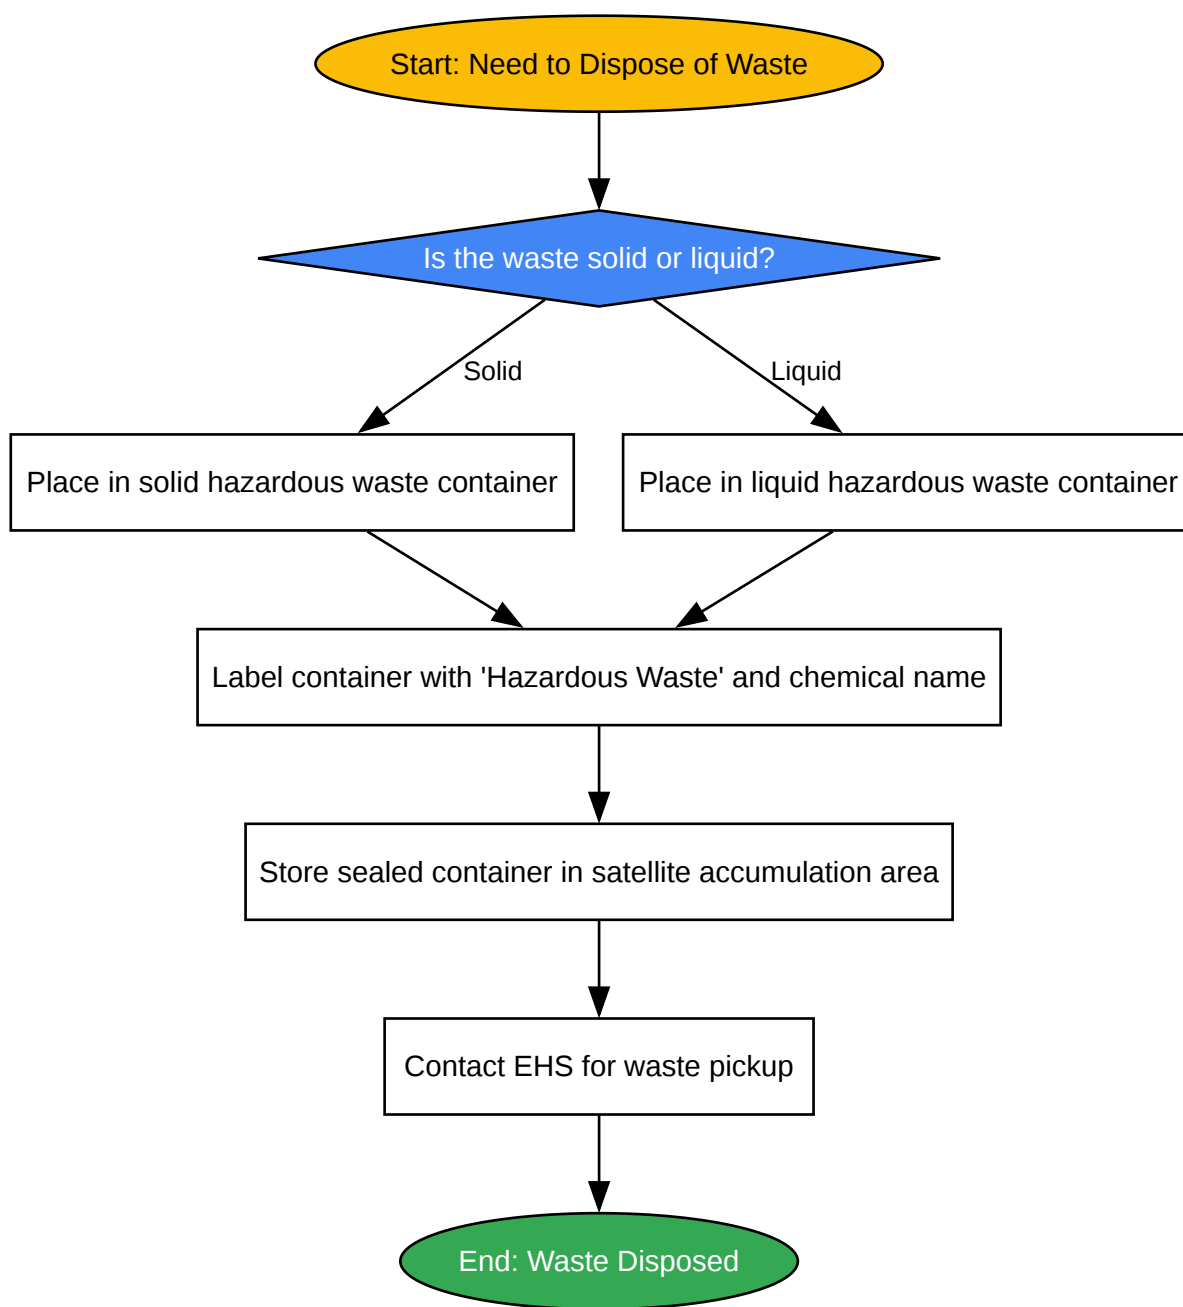 Start: Need to Dispose of Waste
Is the waste solid or liquid?
Solid
Liquid
Place in solid hazardous waste container
Place in liquid hazardous waste container
Label container with 'Hazardous Waste' and chemical name
Store sealed container in satellite accumulation area
Contact EHS for waste pickup
End: Waste Disposed